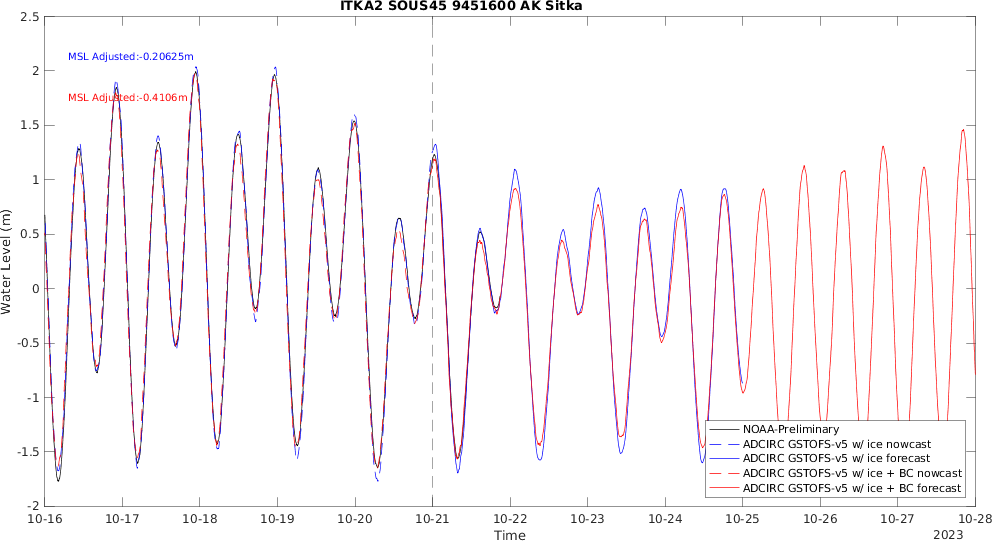 ITKA2 SOUS45 9451600 AK Sitka
MSL Adjusted:-0.20625m
MSL Adjusted:-0.4106m
Water Level (m)
2.5
2
1.5
1
0.5
0
-0.5
-1
-1.5
-2
NOAA-Preliminary
ADCIRC GSTOFS-v5 w/ ice nowcast
ADCIRC GSTOFS-v5 w/ ice forecast
ADCIRC GSTOFS-v5 w/ ice + BC nowcast
ADCIRC GSTOFS-v5 w/ ice + BC forecast
10-16 10-17 10-18 10-19 10-20 10-21 10-22 10-23 10-24 10-25 10-26 10-27 10-28
Time
2023